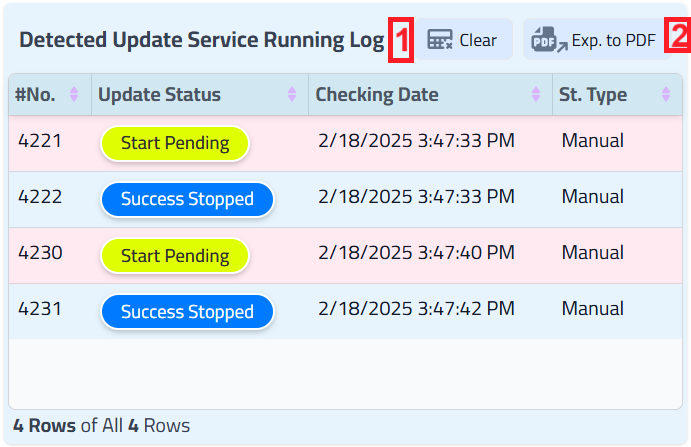 Detected Update Service Running Log 1 Clear PDF Exp. to PDF 2
#No. Update Status Checking Date St. Type
4221 Start Pending 2/18/2025 3:47:33 PM Manual
4222 Success Stopped 2/18/2025 3:47:33 PM Manual
4230 Start Pending 2/18/2025 3:47:40 PM Manual
4231 Success Stopped 2/18/2025 3:47:42 PM Manual
4 Rows of All 4 Rows